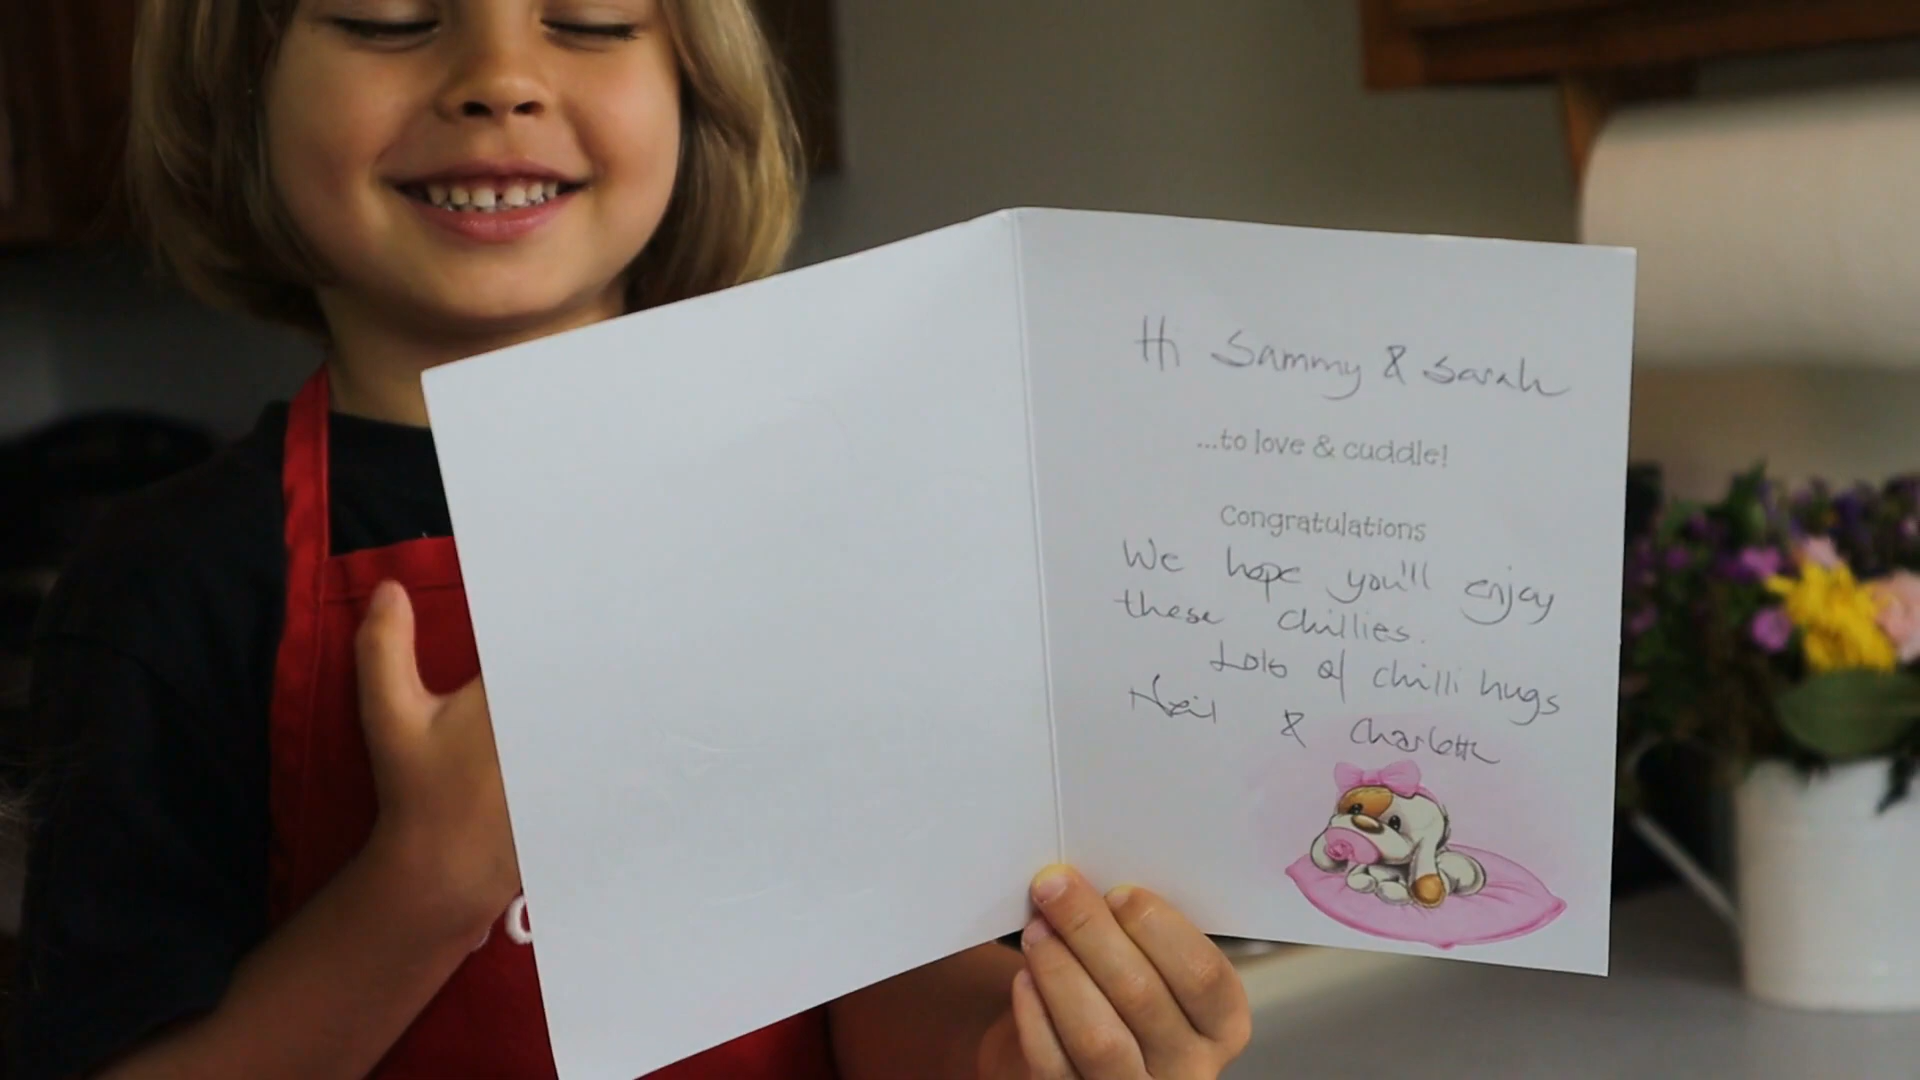 Hi Sammy & Sarah
...to love & cuddle!
Congratulations
We hope you'll enjoy
these chillies.
Lots of chilli hugs
Neil & Charlotte